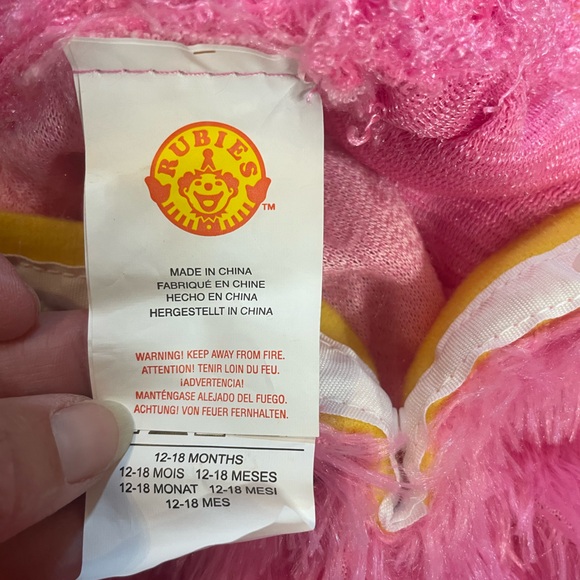 RUBIES
TM
MADE IN CHINA
FABRIQUÉ EN CHINE
HECHO EN CHINA
HERGESTELLT IN CHINA
WARNING! KEEP AWAY FROM FIRE.
ATTENTION! TENIR LOIN DU FEU.
¡ADVERTENCIA!
MANTÉNGASE ALEJADO DEL FUEGO.
ACHTUNG! VON FEUER FERNHALTEN.
12-18 MONTHS
12-18 MOIS 12-18 MESES
12-18 MONAT 12-18 MESI
12-18 MES